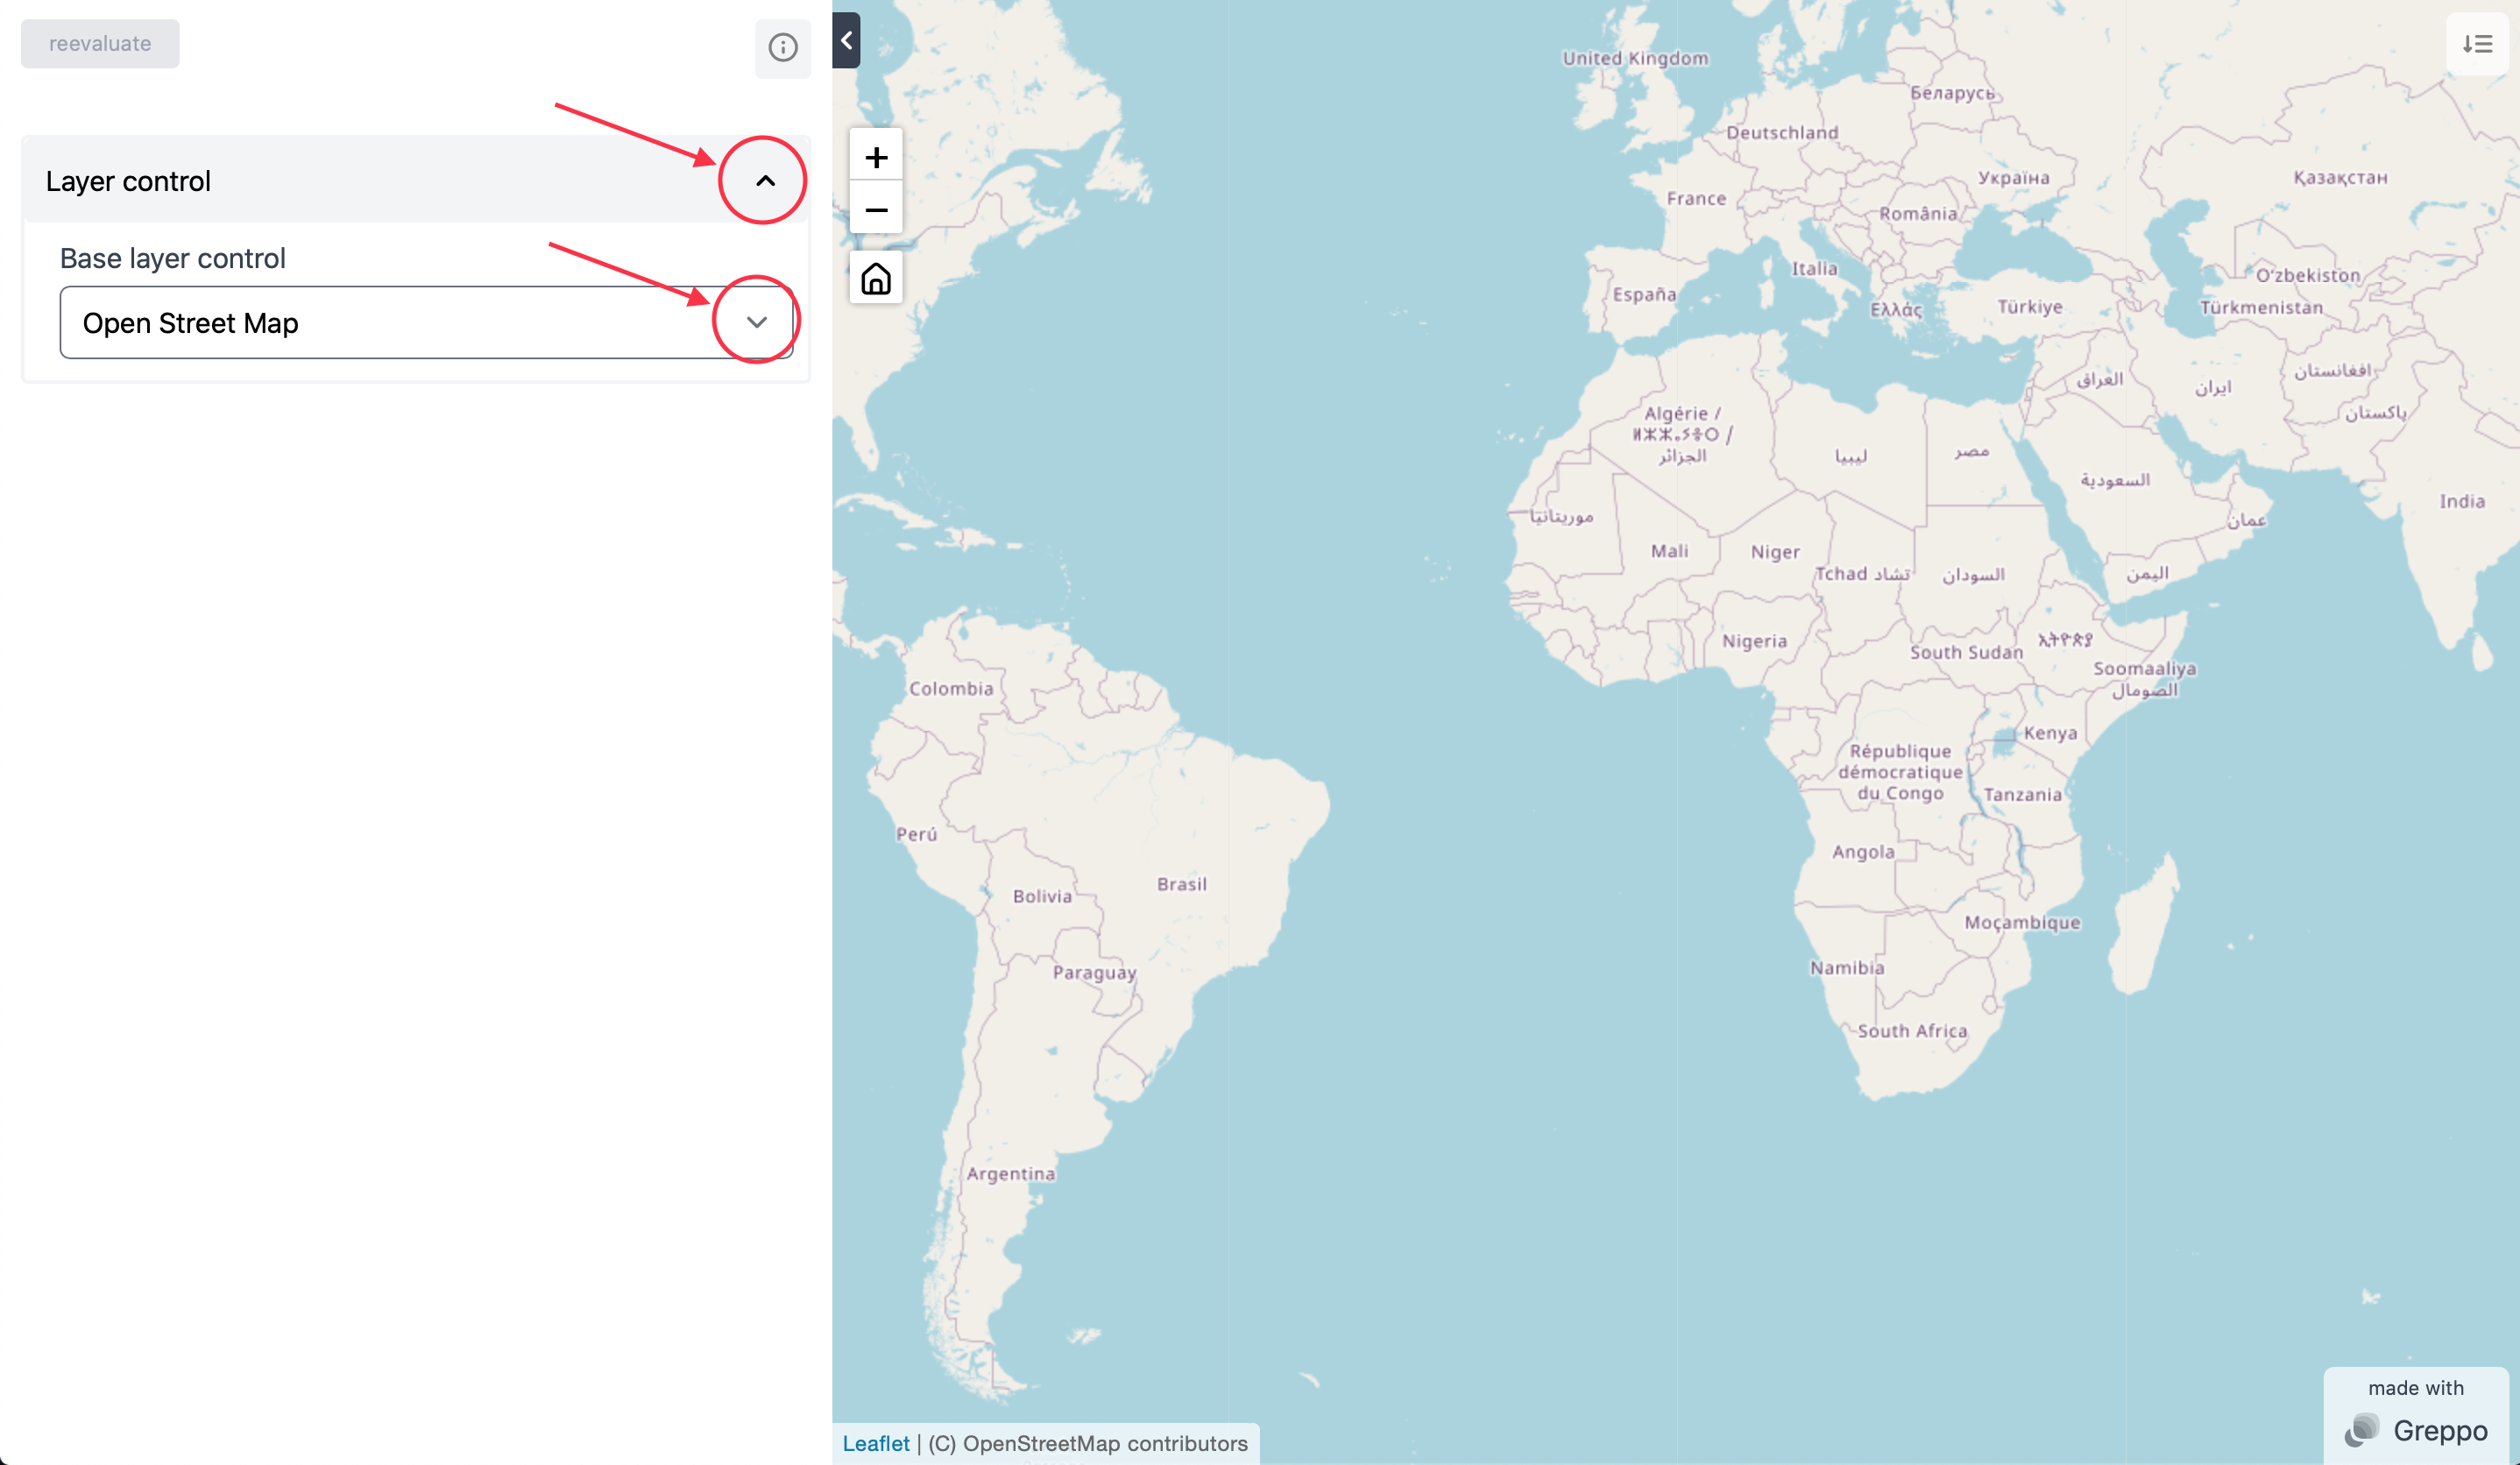 reevaluate
Layer control
Base layer control
Open Street Map
United Kingdom
Беларусь
Deutschland
Україна
Қазақстан
France
România
Italia
Oʻzbekiston
España
Ελλάς
Türkiye
Türkmenistan
افغانستان
العراق
ایران
پاکستان
Algérie /
ⵍⵣⵣⴰⵢⴻⵔ /
الجزائر
ليبيا
مصر
السعودية
India
موريتانيا
عمان
Mali
Niger
Tchad تشاد
السودان
اليمن
Nigeria
South Sudan
ኢትዮጵያ
Soomaaliya
الصومال
Colombia
Kenya
République
démocratique
du Congo
Tanzania
Perú
Angola
Brasil
Bolivia
Moçambique
Namibia
Paraguay
South Africa
Argentina
made with
Greppo
Leaflet | (C) OpenStreetMap contributors